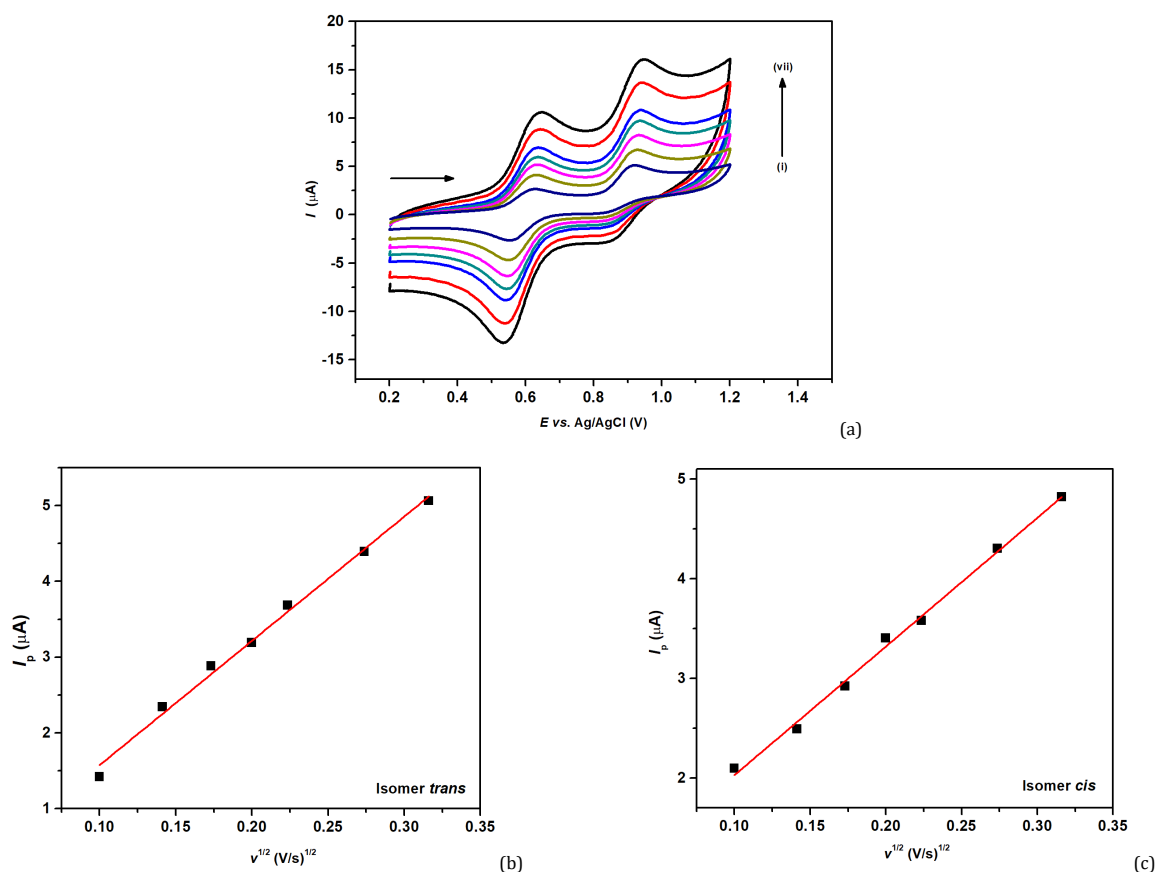 20
15
10
5
0
-5
-10
-15
I (μA)
(vii)
(i)
0.2 0.4 0.6 0.8 1.0 1.2 1.4
E vs. Ag/AgCl (V)
(a)
5
4
3
2
1
Ip (μA)
Isomer trans
0.10 0.15 0.20 0.25 0.30 0.35
v1/2 (V/s)1/2
(b)
5
4
3
2
Ip (μA)
Isomer cis
0.10 0.15 0.20 0.25 0.30 0.35
v1/2 (V/s)1/2
(c)